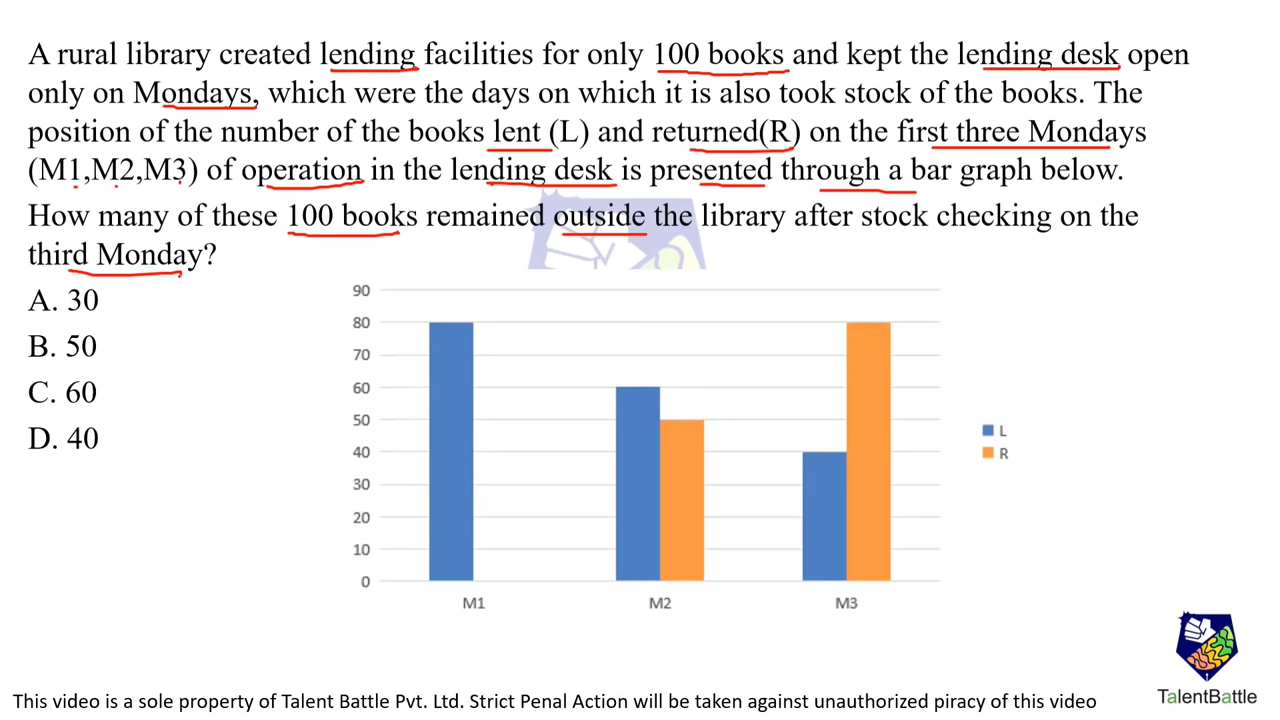 A rural library created lending facilities for only 100 books and kept the lending desk open
only on Mondays, which were the days on which it is also took stock of the books. The
position of the number of the books lent (L) and returned(R) on the first three Mondays
(M1,M2,M3) of operation in the lending desk is presented through a bar graph below.
How many of these 100 books remained outside the library after stock checking on the
third Monday?
A. 30
B. 50
C. 60
D. 40
90
80
70
60
50
40
30
20
10
0
M1 M2 M3
L
R
TalentBattle
This video is a sole property of Talent Battle Pvt. Ltd. Strict Penal Action will be taken against unauthorized piracy of this video